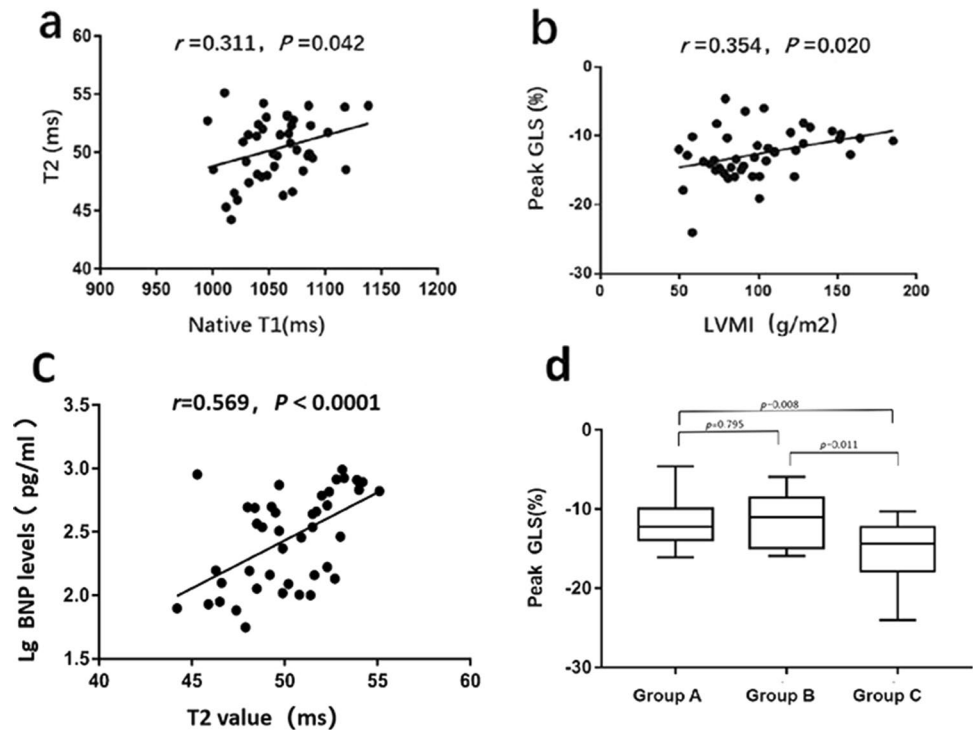 a
r=0.311, P=0.042
60
55
50
45
40
T2 (ms)
900 950 1000 1050 1100 1150 1200
Native T1(ms)
b
r=0.354, P=0.020
0
-10
-20
-30
Peak GLS (%)
0 50 100 150 200
LVMI (g/m2)
c
r=0.569, P < 0.0001
3.5
3.0
2.5
2.0
1.5
Lg BNP levels (pg/ml)
40 45 50 55 60
T2 value (ms)
d
p=0.008
p=0.795
p=0.011
0
-10
-20
-30
Peak GLS(%)
Group A Group B Group C